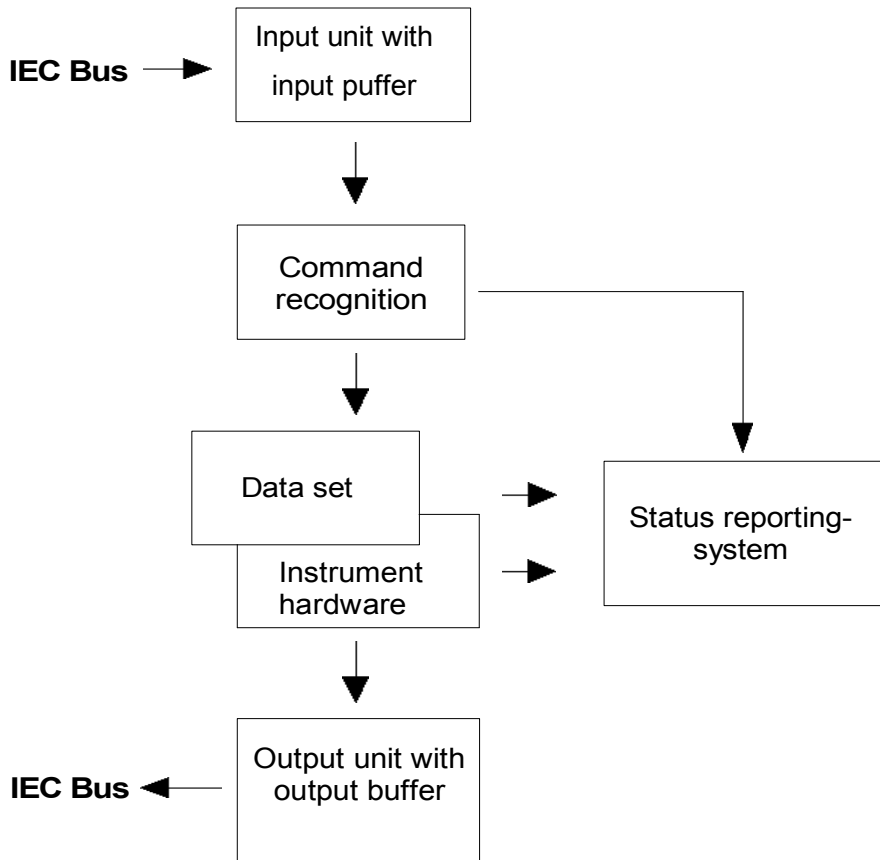 Input unit with
IEC Bus
input puffer
Command
recognition
Data set
Status reporting-
system
Instrument
hardware
Output unit with
IEC Bus
output buffer